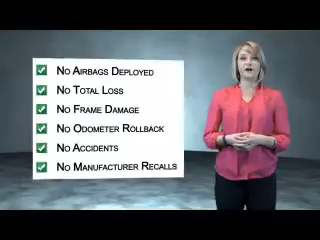 No Airbags Deployed
No Total Loss
No Frame Damage
No Odometer Rollback
No Accidents
No Manufacturer Recalls